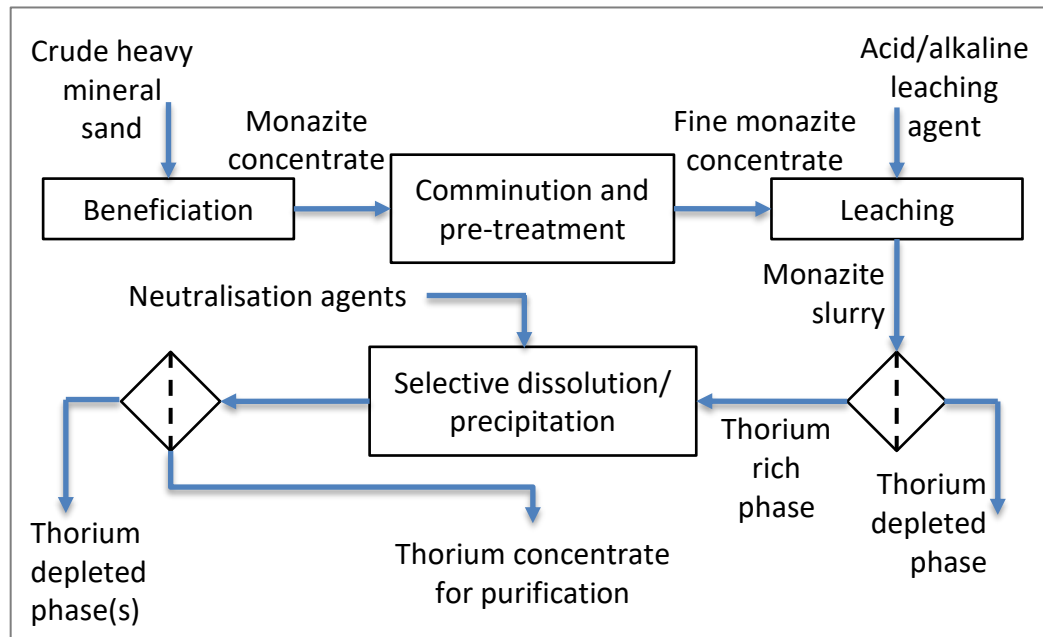 Crude heavy
mineral
sand
Acid/alkaline
leaching
agent
Monazite
concentrate
Fine monazite
concentrate
Beneficiation
Comminution and
pre-treatment
Leaching
Monazite
slurry
Neutralisation agents
Selective dissolution/
precipitation
Thorium
rich
phase
Thorium
depleted
phase
Thorium
depleted
phase(s)
Thorium concentrate
for purification